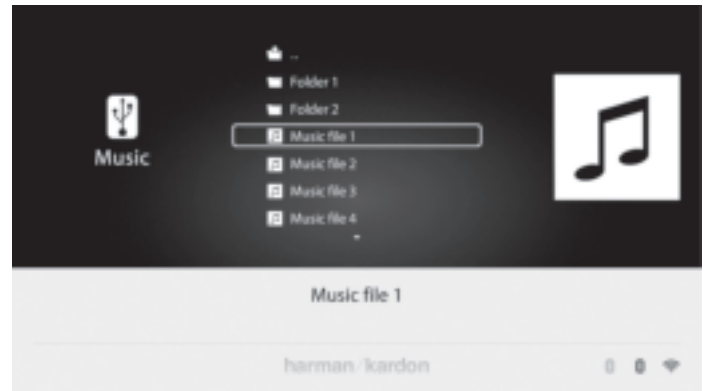 ..
Folder 1
Folder 2
Music file 1
Music file 2
Music file 3
Music file 4
Music
Music file 1
harman/kardon